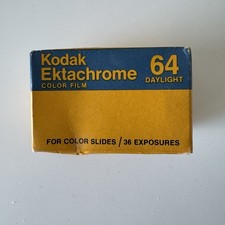 Kodak
Ektachrome 64
COLOR FILM DAYLIGHT
FOR COLOR SLIDES / 36 EXPOSURES